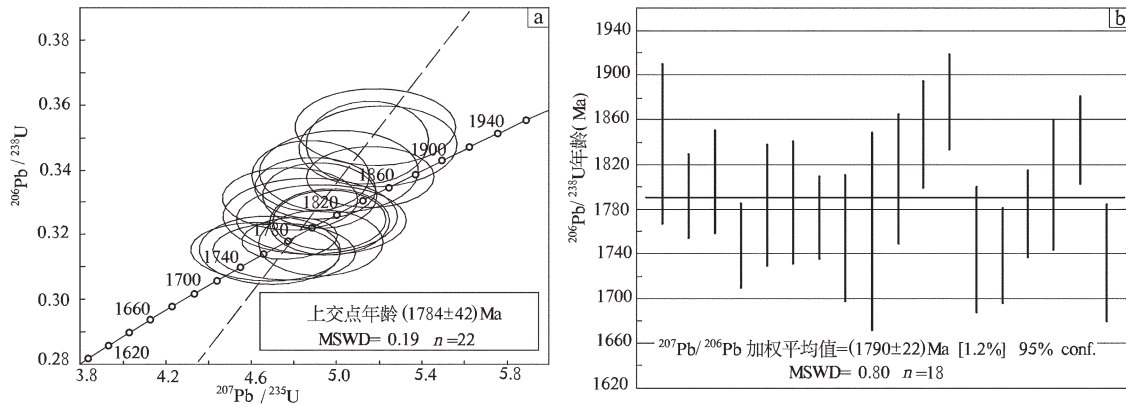 a
0.38
0.36
0.34
0.33
0.32
0.30
0.28
²⁰⁶Pb/²³⁸U
1940
1900
1860
1820
1780
1740
1700
1660
1620
上交点年龄(1784±42)Ma
MSWD= 0.19 n=22
3.8 4.2 4.6 5.0 5.4 5.8
²⁰⁷Pb/²³⁵U
b
1940
1900
1860
1820
1780
1740
1700
1660
1620
²⁰⁶Pb/²³⁸U年龄(Ma)
²⁰⁷Pb/²⁰⁶Pb 加权平均值=(1790±22)Ma [1.2%] 95% conf.
MSWD= 0.80 n=18